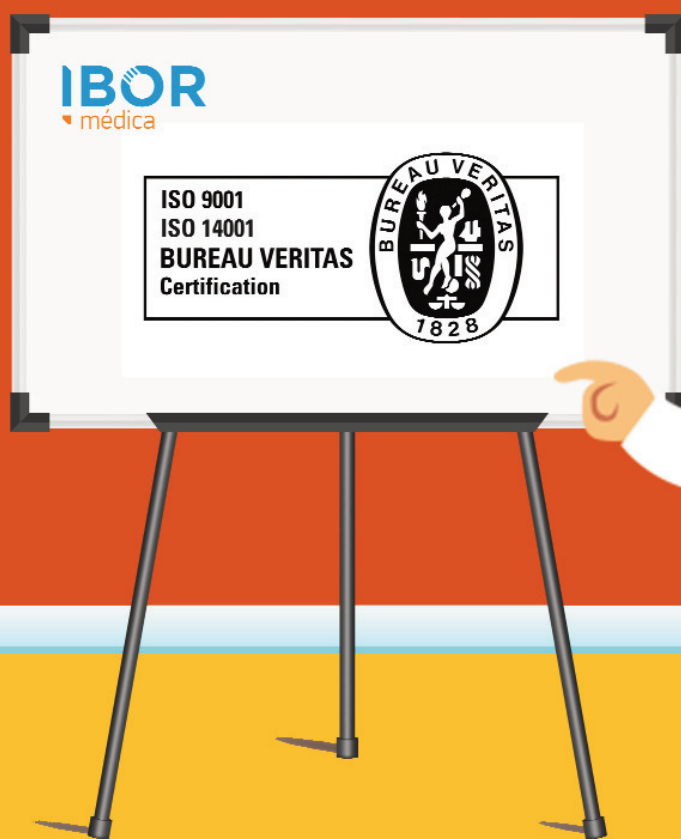 IBOR
médica
ISO 9001
ISO 14001
BUREAU VERITAS
Certification
BUREAU VERITAS
1828